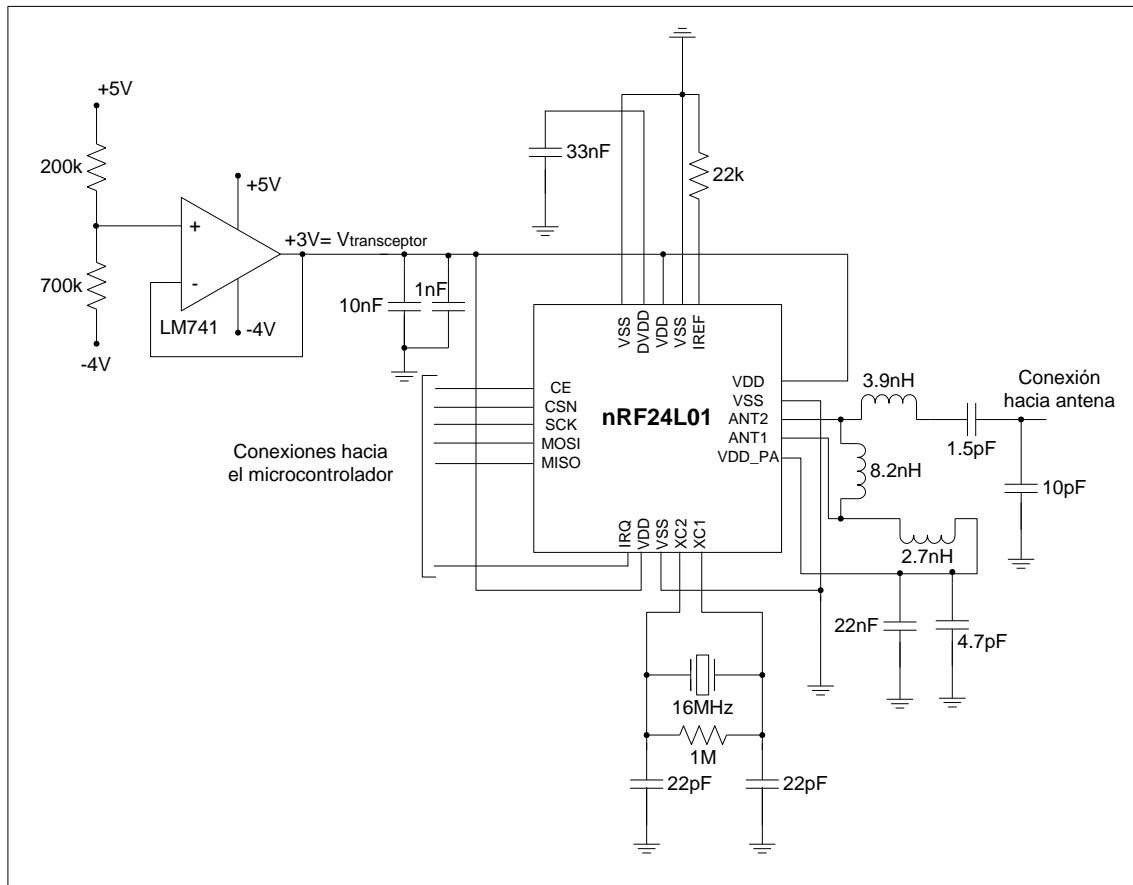 +5V
200k
+5V
+
-
700k
LM741
-4V
-4V
+3V= Vtransceptor
10nF
1nF
33nF
22k
VSS
DVDD
VDD
VSS
IREF
nRF24L01
CE
CSN
SCK
MOSI
MISO
VDD
VSS
ANT2
ANT1
VDD_PA
IRQ
VDD
VSS
XC2
XC1
Conexiones hacia
el microcontrolador
3.9nH
Conexión
hacia antena
1.5pF
8.2nH
10pF
2.7nH
22nF
4.7pF
16MHz
1M
22pF
22pF